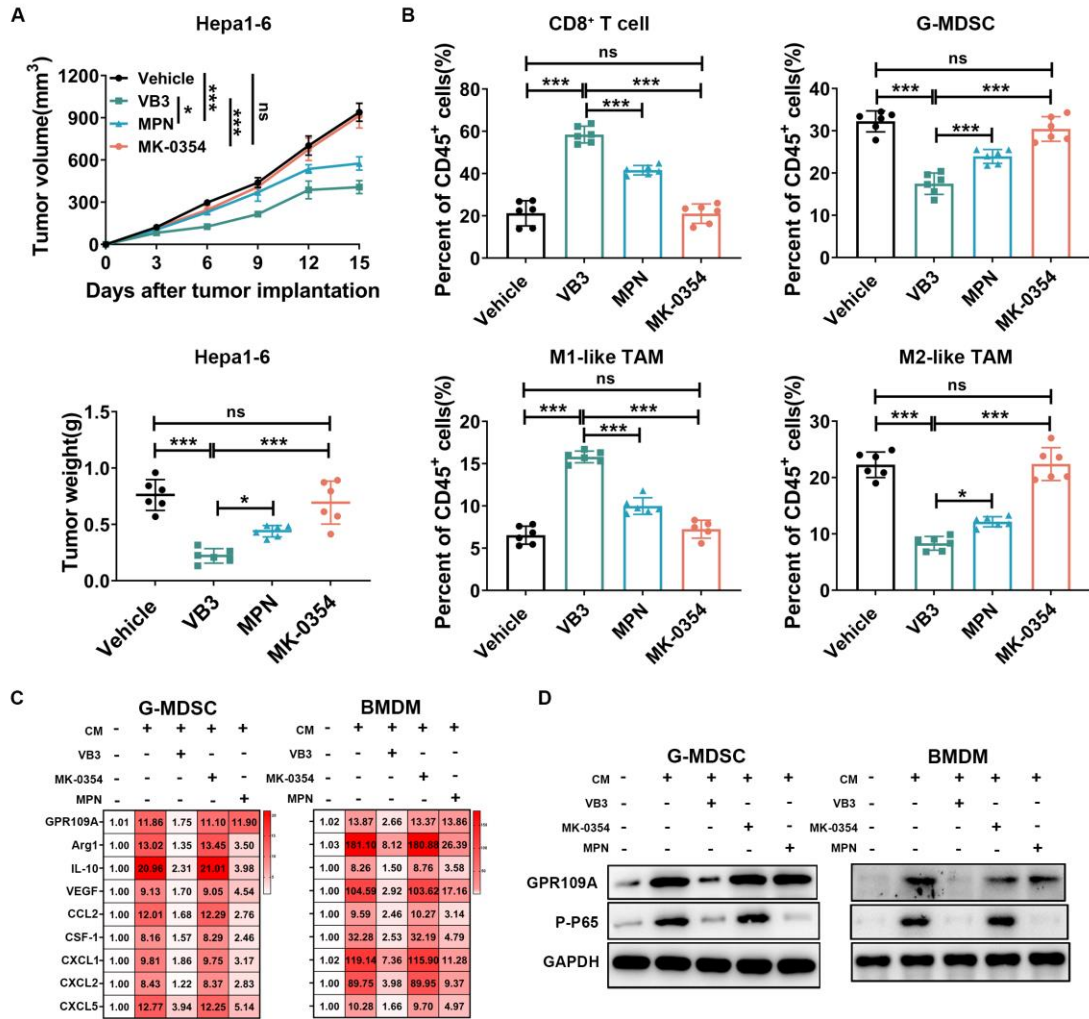 A
Hepa1-6
Tumor volume(mm³)
1200
900
600
300
0
Vehicle
VB3
MPN
MK-0354
*
***
***
ns
0 3 6 9 12 15
Days after tumor implantation
Hepa1-6
Tumor weight(g)
1.5
1.0
0.5
0.0
ns
*** ***
*
Vehicle VB3 MPN MK-0354
B
CD8⁺ T cell
Percent of CD45⁺ cells(%)
80
60
40
20
0
ns
*** ***
***
Vehicle VB3 MPN MK-0354
G-MDSC
Percent of CD45⁺ cells(%)
40
30
20
10
0
ns
*** ***
***
Vehicle VB3 MPN MK-0354
M1-like TAM
Percent of CD45⁺ cells(%)
20
15
10
5
0
ns
*** ***
***
Vehicle VB3 MPN MK-0354
M2-like TAM
Percent of CD45⁺ cells(%)
30
20
10
0
ns
*** ***
*
Vehicle VB3 MPN MK-0354
C
G-MDSC
CM - + + + +
VB3 - - + - -
MK-0354 - - - + -
MPN - - - - +
GPR109A 1.01 11.86 1.75 11.10 11.90
Arg1 1.00 13.02 1.35 13.45 3.50
IL-10 1.00 20.96 2.31 21.01 3.98
VEGF 1.00 9.13 1.70 9.05 4.54
CCL2 1.00 12.01 1.68 12.29 2.76
CSF-1 1.00 8.16 1.57 8.29 2.46
CXCL1 1.00 9.81 1.86 9.75 3.17
CXCL2 1.00 8.43 1.22 8.37 2.83
CXCL5 1.00 12.77 3.94 12.25 5.14
BMDM
CM - + + + +
VB3 - - + - -
MK-0354 - - - + -
MPN - - - - +
1.02 13.87 2.66 13.37 13.86
1.03 181.10 8.12 180.88 26.39
1.00 8.26 1.50 8.76 3.58
1.00 104.59 2.92 103.62 17.16
1.00 9.59 2.46 10.27 3.14
1.00 32.28 2.53 32.19 4.79
1.02 119.14 7.36 115.90 11.28
1.00 89.75 3.98 89.95 9.37
1.00 10.28 1.66 9.70 4.97
D
G-MDSC
CM - + + + +
VB3 - - + - -
MK-0354 - - - + -
MPN - - - - +
GPR109A
P-P65
GAPDH
BMDM
CM - + + + +
VB3 - - + - -
MK-0354 - - - + -
MPN - - - - +